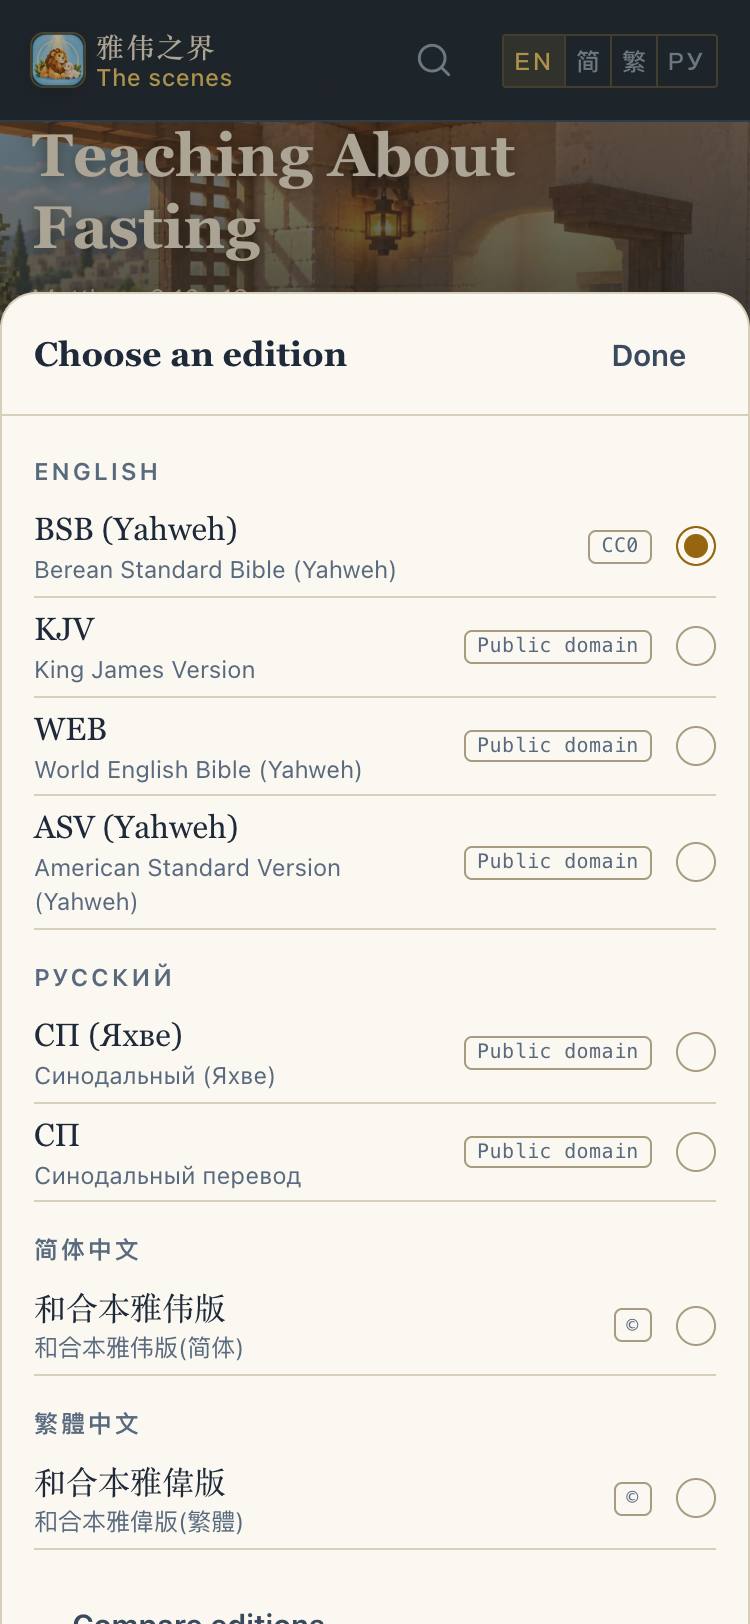 雅伟之界
The scenes
EN 简 繁 РУ
Teaching About
Fasting
Choose an edition
Done
ENGLISH
BSB (Yahweh)
Berean Standard Bible (Yahweh)
CC0
KJV
King James Version
Public domain
WEB
World English Bible (Yahweh)
Public domain
ASV (Yahweh)
American Standard Version
(Yahweh)
Public domain
РУССКИЙ
СП (Яхве)
Синодальный (Яхве)
Public domain
СП
Синодальный перевод
Public domain
简体中文
和合本雅伟版
和合本雅伟版(简体)
©
繁體中文
和合本雅偉版
和合本雅偉版(繁體)
©
Compare editions